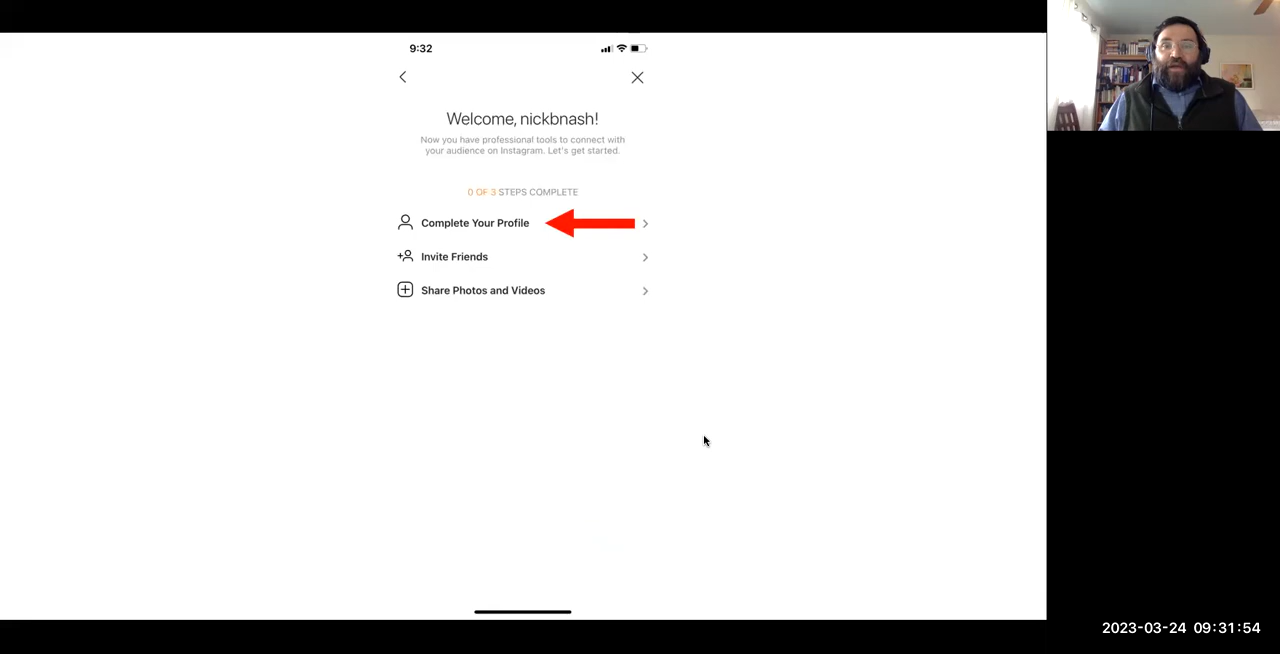 9:32
Welcome, nickbnash!
Now you have professional tools to connect with
your audience on Instagram. Let's get started.
0 OF 3 STEPS COMPLETE
Complete Your Profile
Invite Friends
Share Photos and Videos
2023-03-24 09:31:54